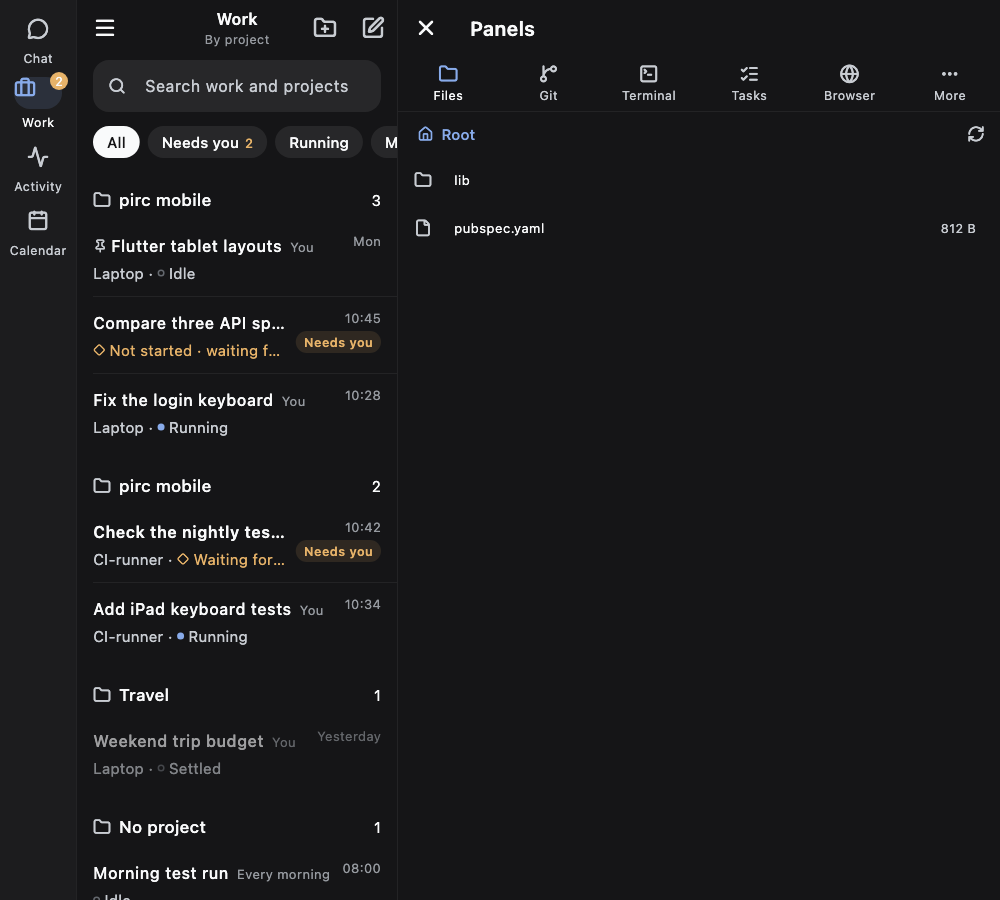 Chat
2
Work
Activity
Calendar
Work
By project
Search work and projects
All
Needs you 2
Running
M
pirc mobile 3
Flutter tablet layouts You Mon
Laptop · Idle
Compare three API sp... 10:45
Not started · waiting f... Needs you
Fix the login keyboard You 10:28
Laptop · Running
pirc mobile 2
Check the nightly tes... 10:42
CI-runner · Waiting for... Needs you
Add iPad keyboard tests You 10:34
CI-runner · Running
Travel 1
Weekend trip budget You Yesterday
Laptop · Settled
No project 1
Morning test run Every morning 08:00
Idle
Panels
Files
Git
Terminal
Tasks
Browser
More
Root
lib
pubspec.yaml 812 B